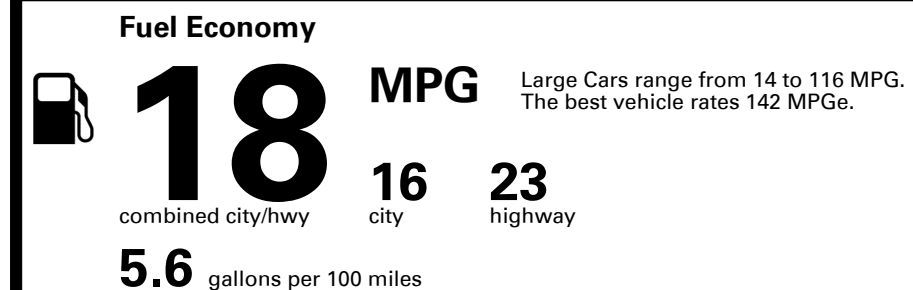 Fuel Economy
18 MPG
Large Cars range from 14 to 116 MPG.
The best vehicle rates 142 MPGe.
combined city/hwy
16 city
23 highway
5.6 gallons per 100 miles